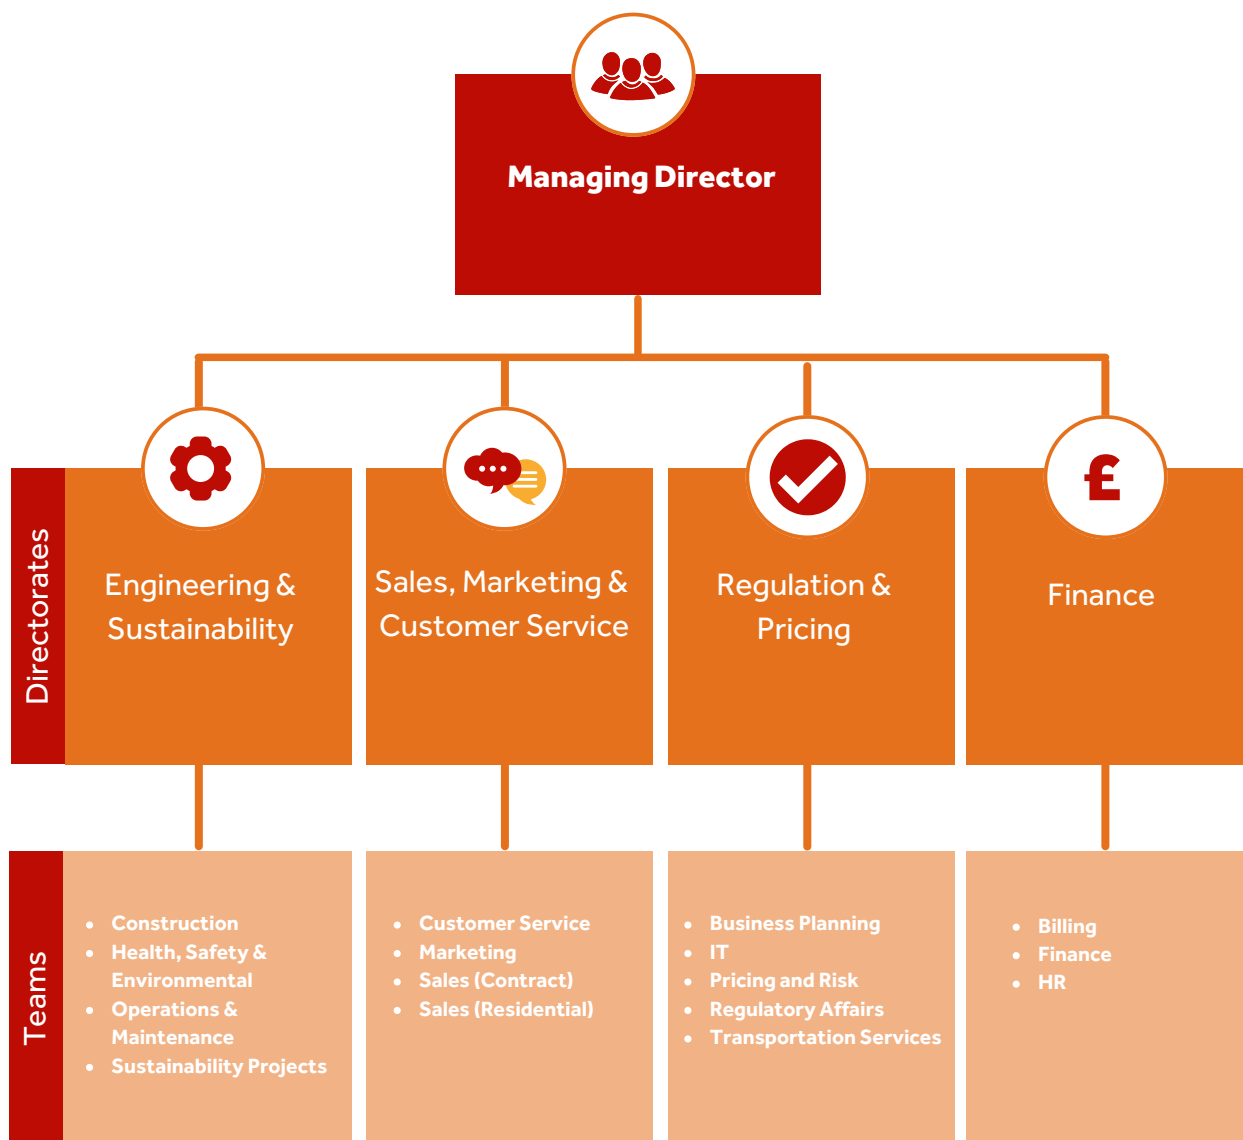 Managing Director
Directorates
Engineering &
Sustainability
Sales, Marketing &
Customer Service
Regulation &
Pricing
£
Finance
Teams
• Construction
• Health, Safety &
Environmental
• Operations &
Maintenance
• Sustainability Projects
• Customer Service
• Marketing
• Sales (Contract)
• Sales (Residential)
• Business Planning
• IT
• Pricing and Risk
• Regulatory Affairs
• Transportation Services
• Billing
• Finance
• HR